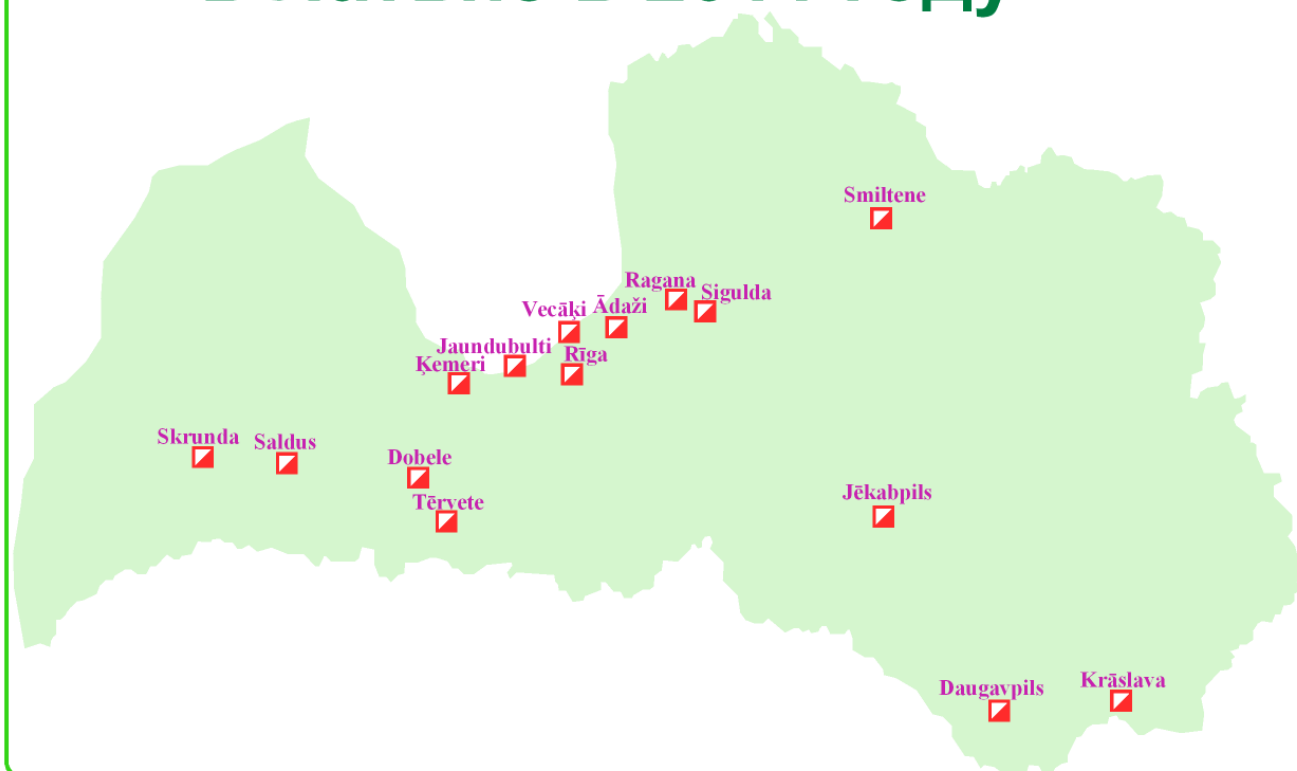 Smiltene
Ragana
Sigulda
Vecāķi
Ādaži
Jaundubulti
Rīga
Ķemeri
Skrunda
Saldus
Dobele
Jēkabpils
Tērvete
Krāslava
Daugavpils